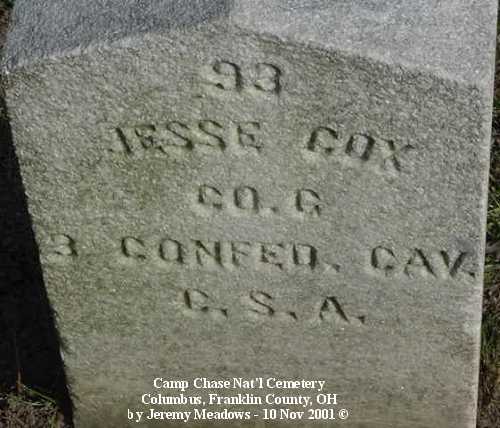 93
JESSE COX
CO. G
3 CONFED. CAV.
C. S. A.
Camp Chase Nat'l Cemetery
Columbus, Franklin County, OH
by Jeremy Meadows - 10 Nov 2001 ©